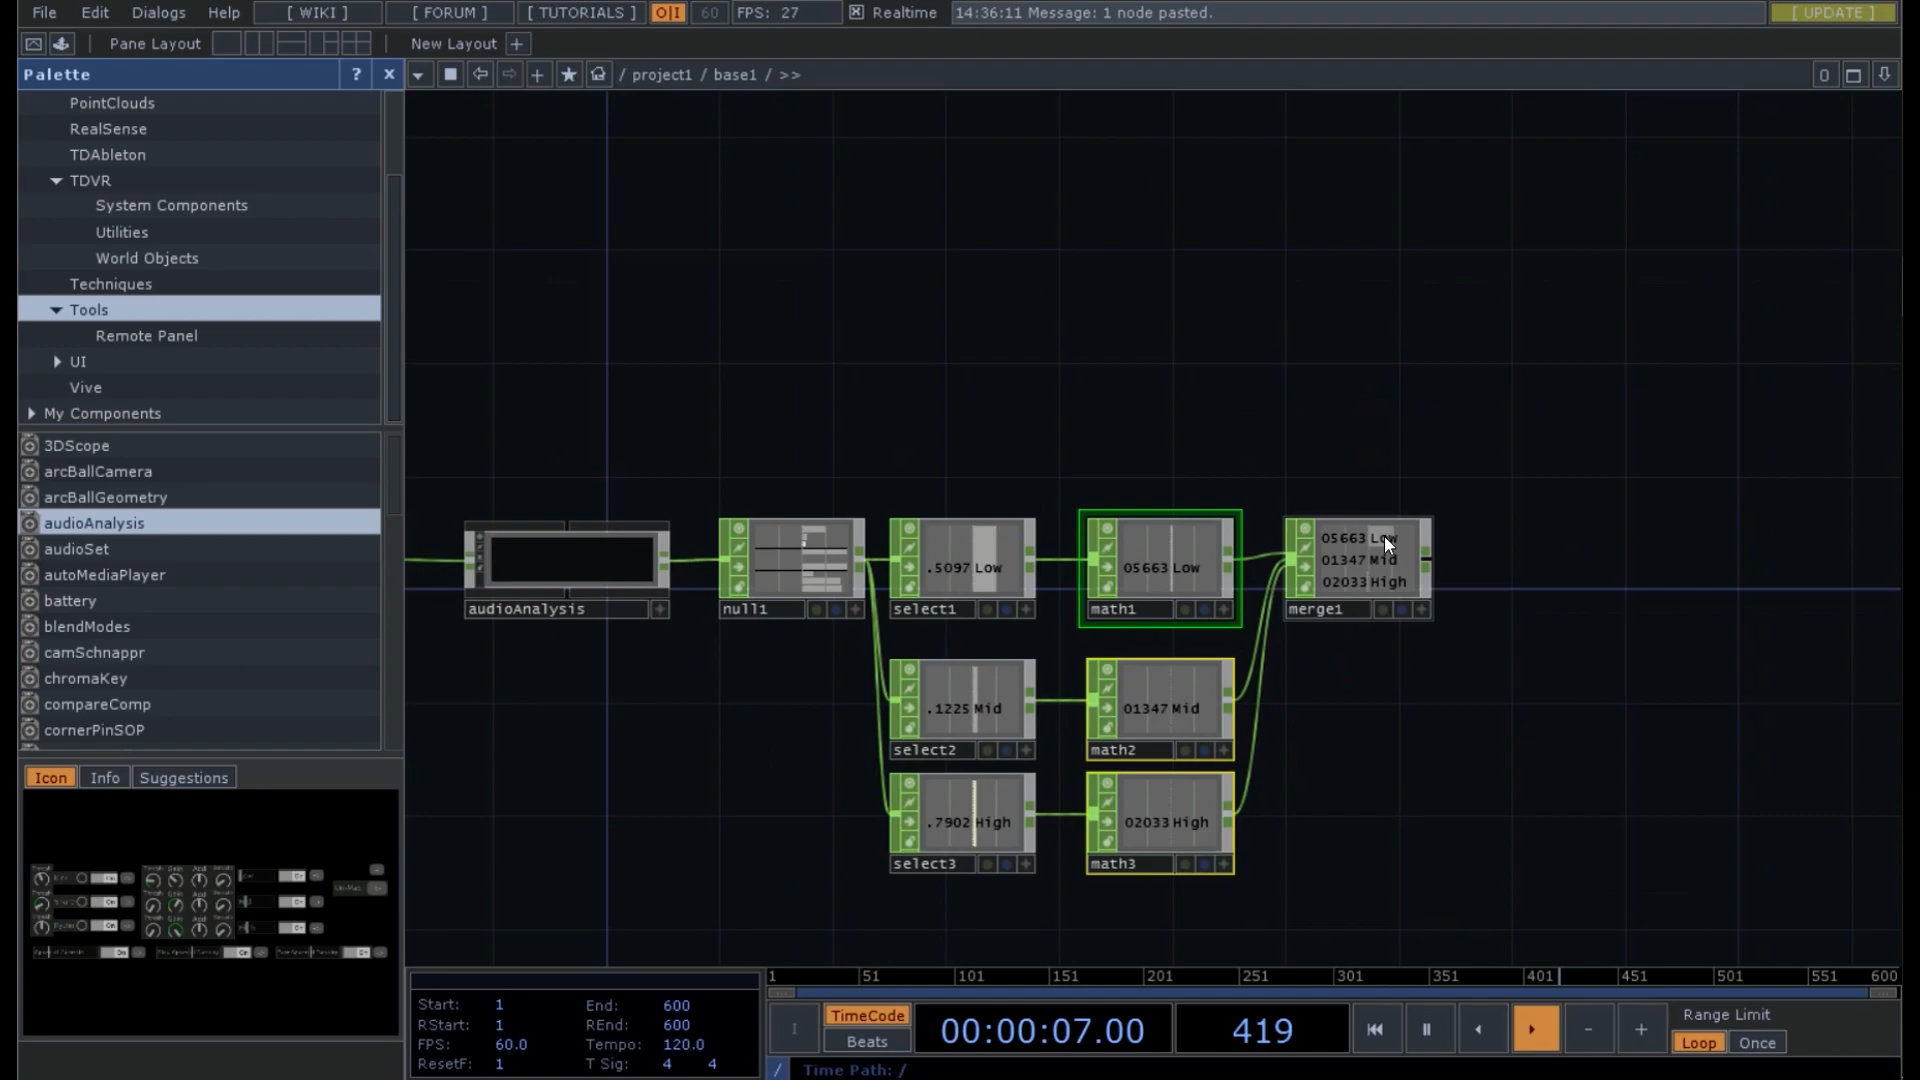 File Edit Dialogs Help [ WIKI ] [ FORUM ] [ TUTORIALS ] O|I 60 FPS: 27 Realtime 14:36:11 Message: 1 node pasted. [ UPDATE ]
Pane Layout New Layout +
Palette ? x / project1 / base1 / >> 0
PointClouds
RealSense
TDAbleton
TDVR
System Components
Utilities
World Objects
Techniques
Tools
Remote Panel
UI
Vive
My Components
3DScope
arcBallCamera
arcBallGeometry
audioAnalysis
audioSet
autoMediaPlayer
battery
blendModes
camSchnappr
chromaKey
compareComp
cornerPinSOP
Icon Info Suggestions
audioAnalysis
null1
.5097 Low
select1
05663 Low
math1
05663 Low
01347 Mid
02033 High
merge1
.1225 Mid
select2
01347 Mid
math2
.7902 High
select3
02033 High
math3
1 51 101 151 201 251 301 351 401 451 501 551 600
Start: 1 End: 600
RStart: 1 REnd: 600
FPS: 60.0 Tempo: 120.0
ResetF: 1 T Sig: 4 4
I TimeCode Beats 00:00:07.00 419 - +
Range Limit
Loop Once
/ Time Path: /